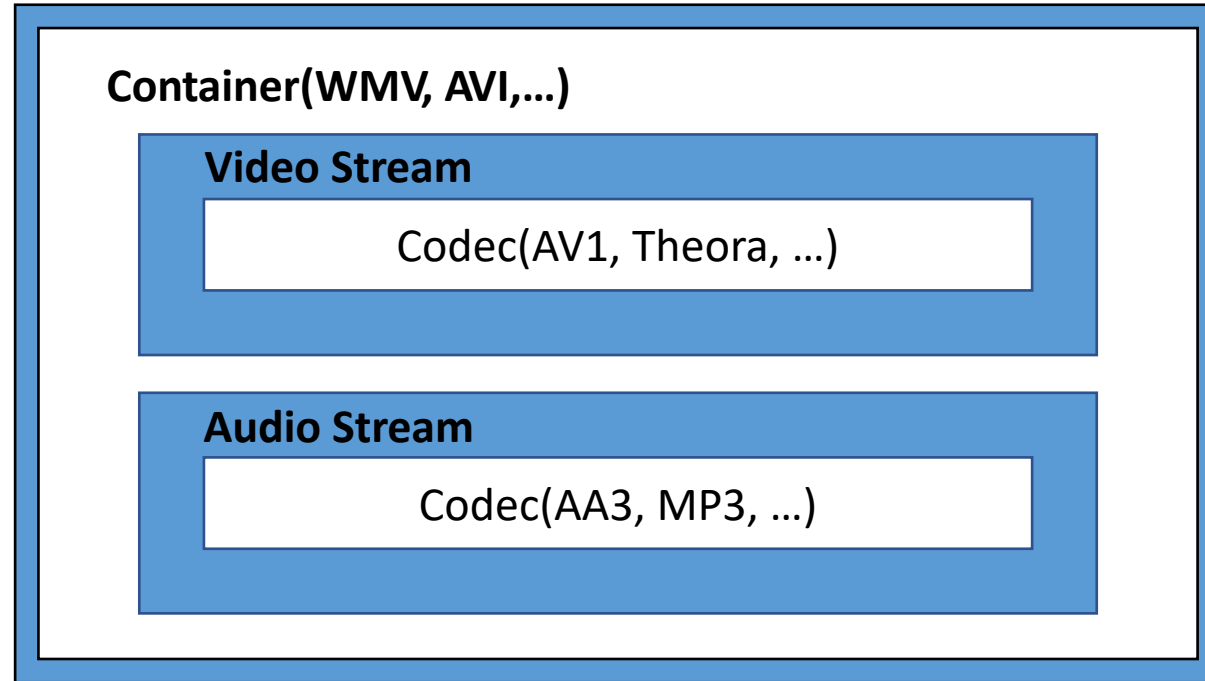 Container(WMV, AVI,…)
Video Stream
Codec(AV1, Theora, …)
Audio Stream
Codec(AA3, MP3, …)